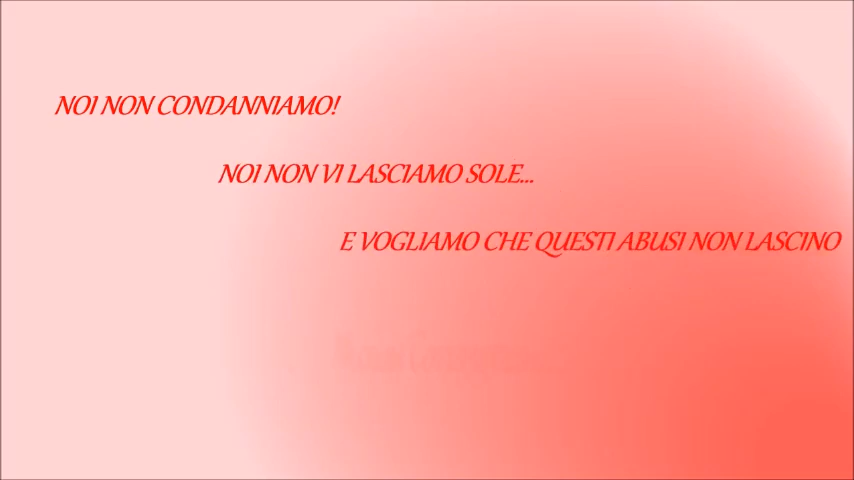 NOI NON CONDANNIAMO!
NOI NON VI LASCIAMO SOLE...
E VOGLIAMO CHE QUESTI ABUSI NON LASCINO